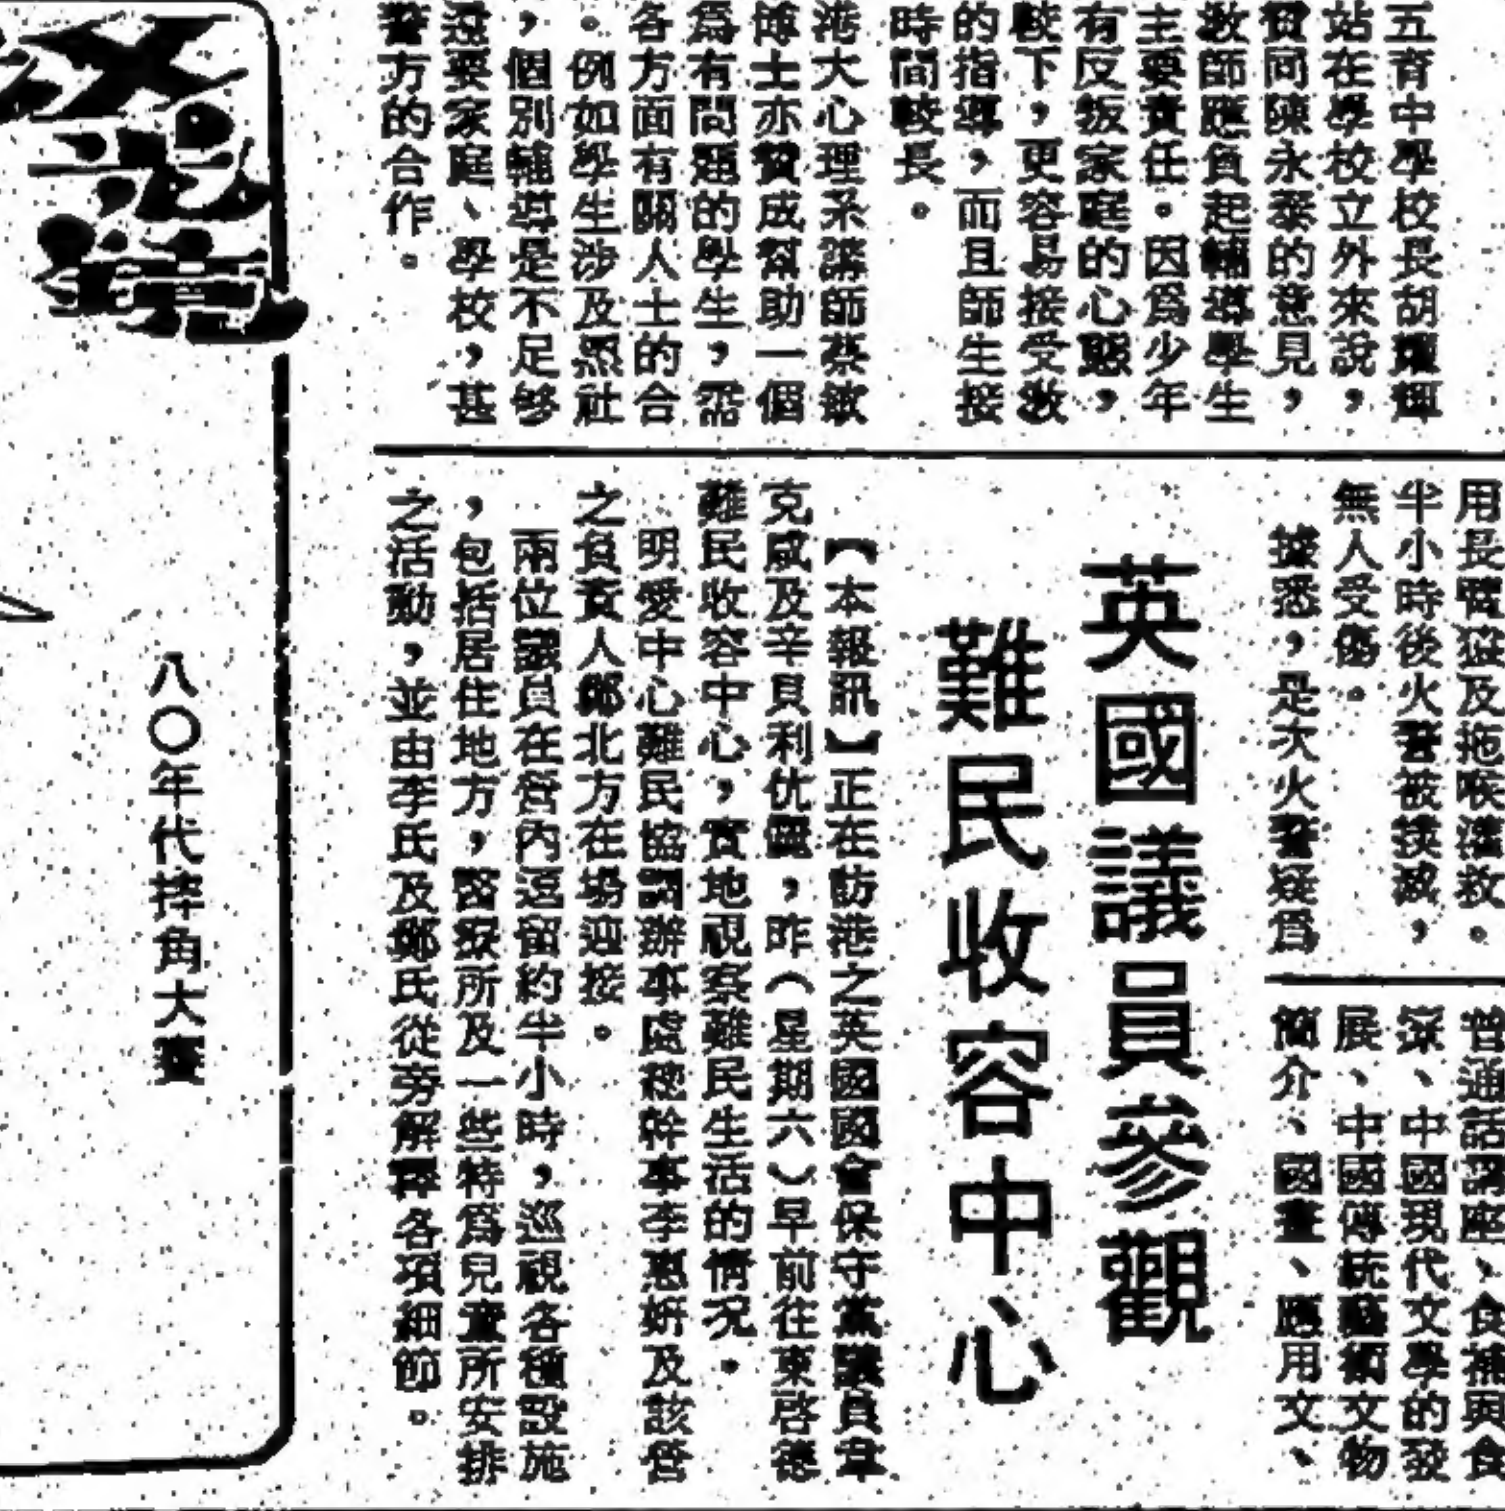 五育中學校長胡耀輝
站在學校立外來說，
贊同陳永泰的意見，
教師應負起輔導學生
主要責任。因為少年
有反叛家庭的心態，
較下，更容易接受教
的指導，而且師生接
時間較長。
港大心理系講師蔡敏
博士亦贊成幫助一個
為有問題的學生，需
各方面有關人士的合
。例如學生涉及黑社
，個別輔導是不足够
還要家庭、學校，甚
警方的合作。
用長臂猿及拖喉灌救。
半小時後火警被撲滅，
無人受傷。
據悉，是次火警疑爲
普通話講座、食補與食
療、中國現代文學的發
展、中國傳統藝術文物
簡介、國畫、應用文、
英國議員參觀
難民收容中心
【本報訊】正在訪港之英國國會保守黨議員韋
克咸及辛貝利伉儷，昨（星期六）早前往東啓德
難民收容中心，實地視察難民生活的情況。
明愛中心難民協調辦事處總幹事李惠妍及該營
之負責人鄭北方在場迎接。
兩位議員在營內逗留約半小時，巡視各種設施
，包括居住地方，醫療所及一些特爲兒童所安排
之活動，並由李氏及鄭氏從旁解釋各項細節。
八〇年代摔角大賽